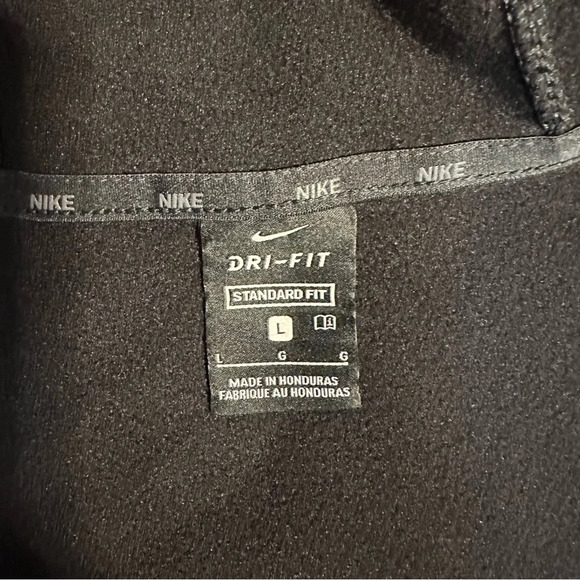 NIKE NIKE NIKE NIKE
DRI-FIT
STANDARD FIT
L
L G G
MADE IN HONDURAS
FABRIQUE AU HONDURAS